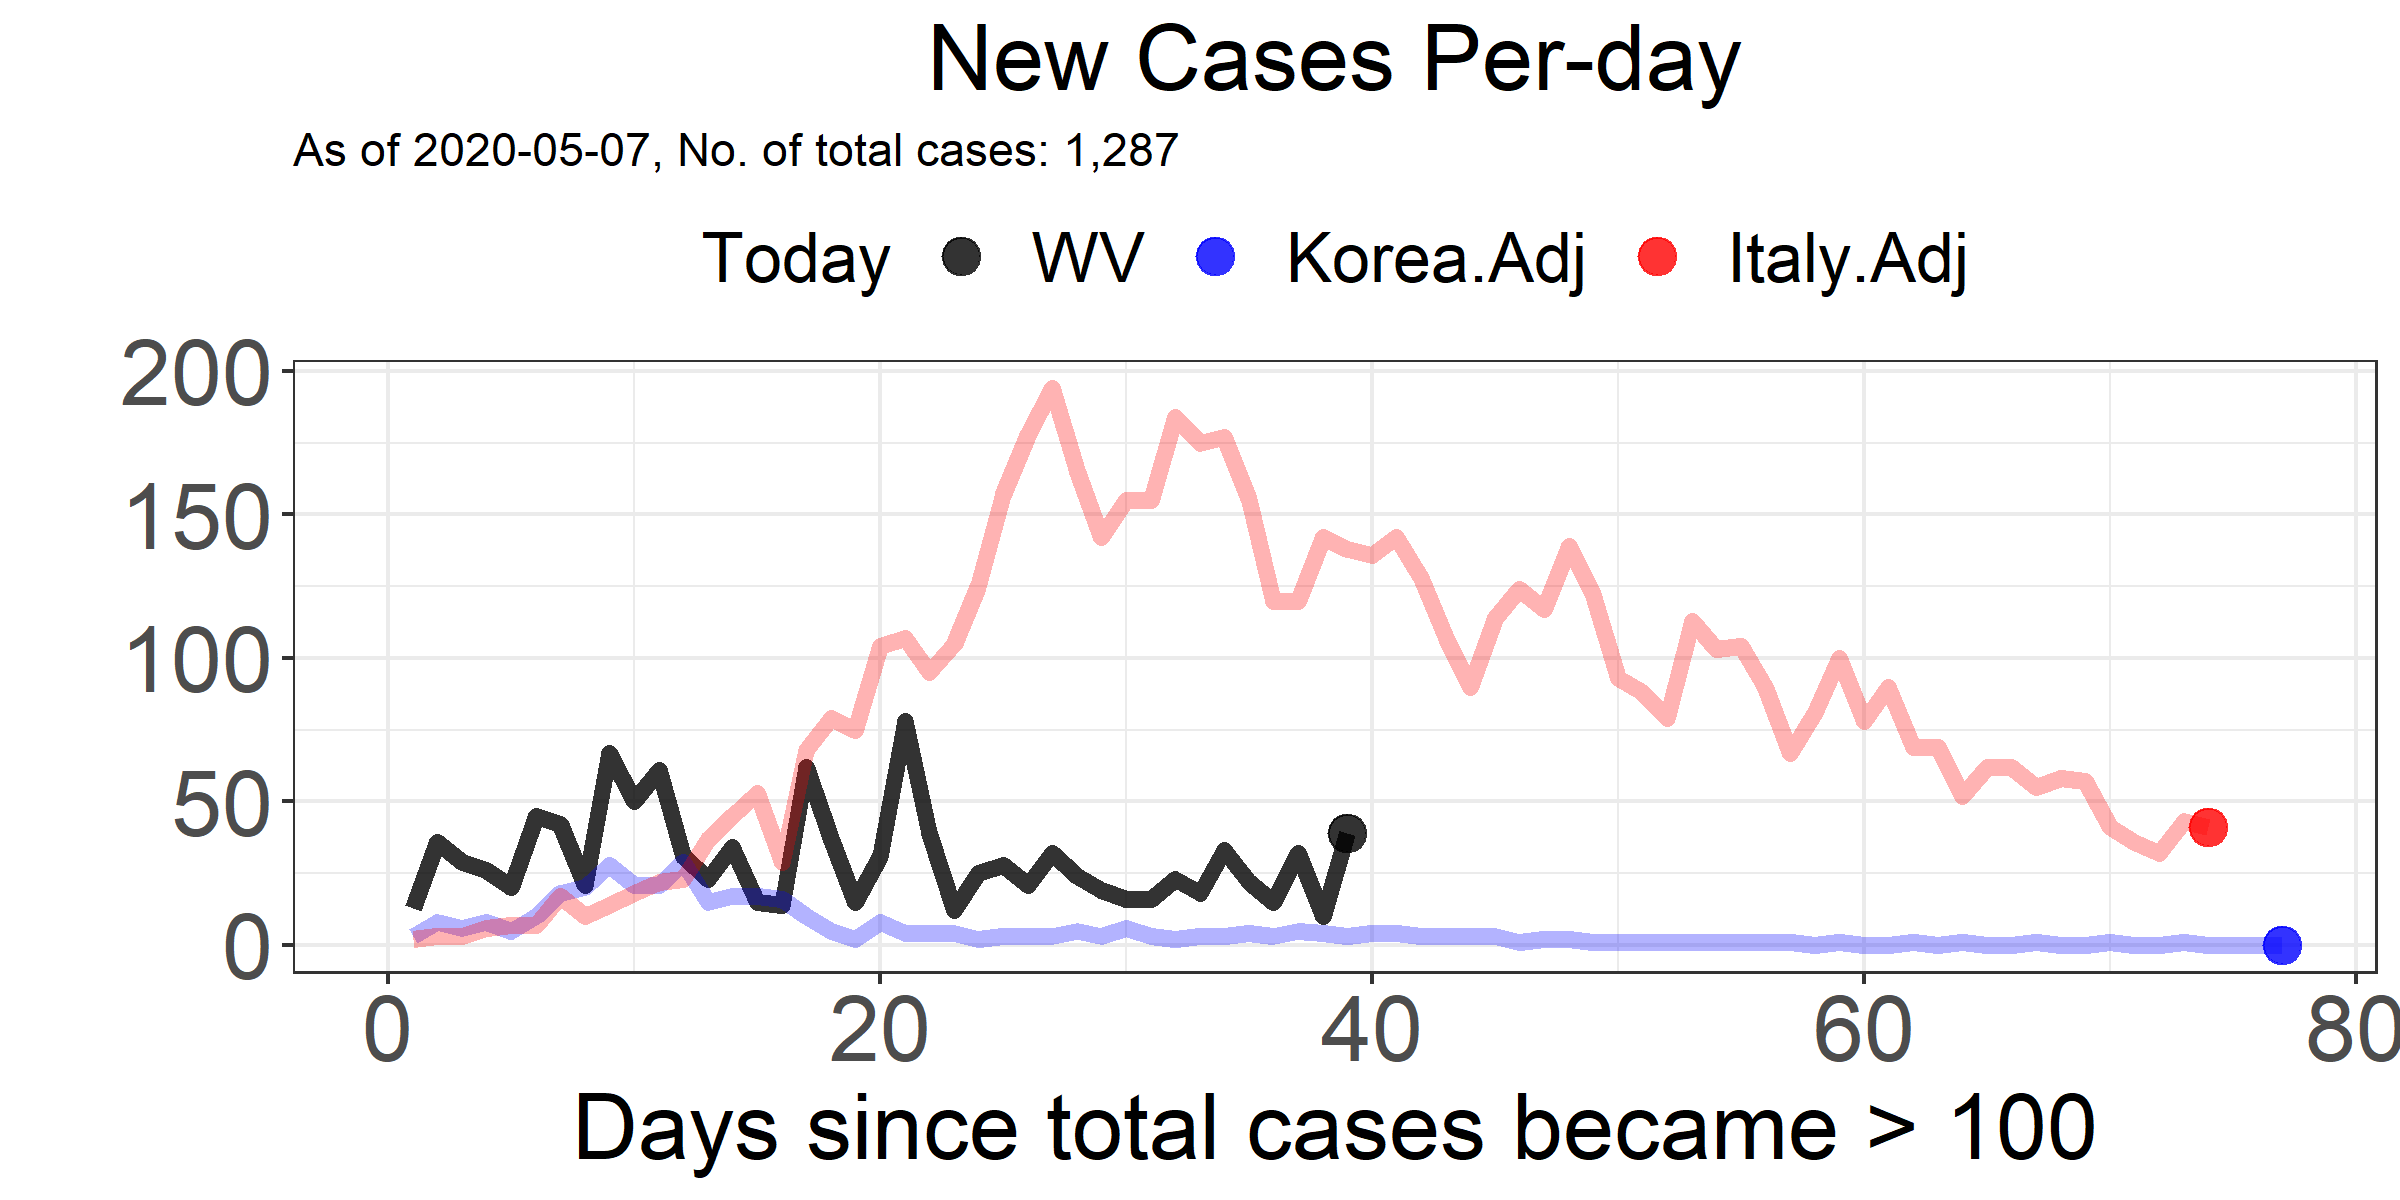 New Cases Per-day
As of 2020-05-07, No. of total cases: 1,287
Today WV Korea.Adj Italy.Adj
200
150
100
50
0
0 20 40 60 80
Days since total cases became > 100